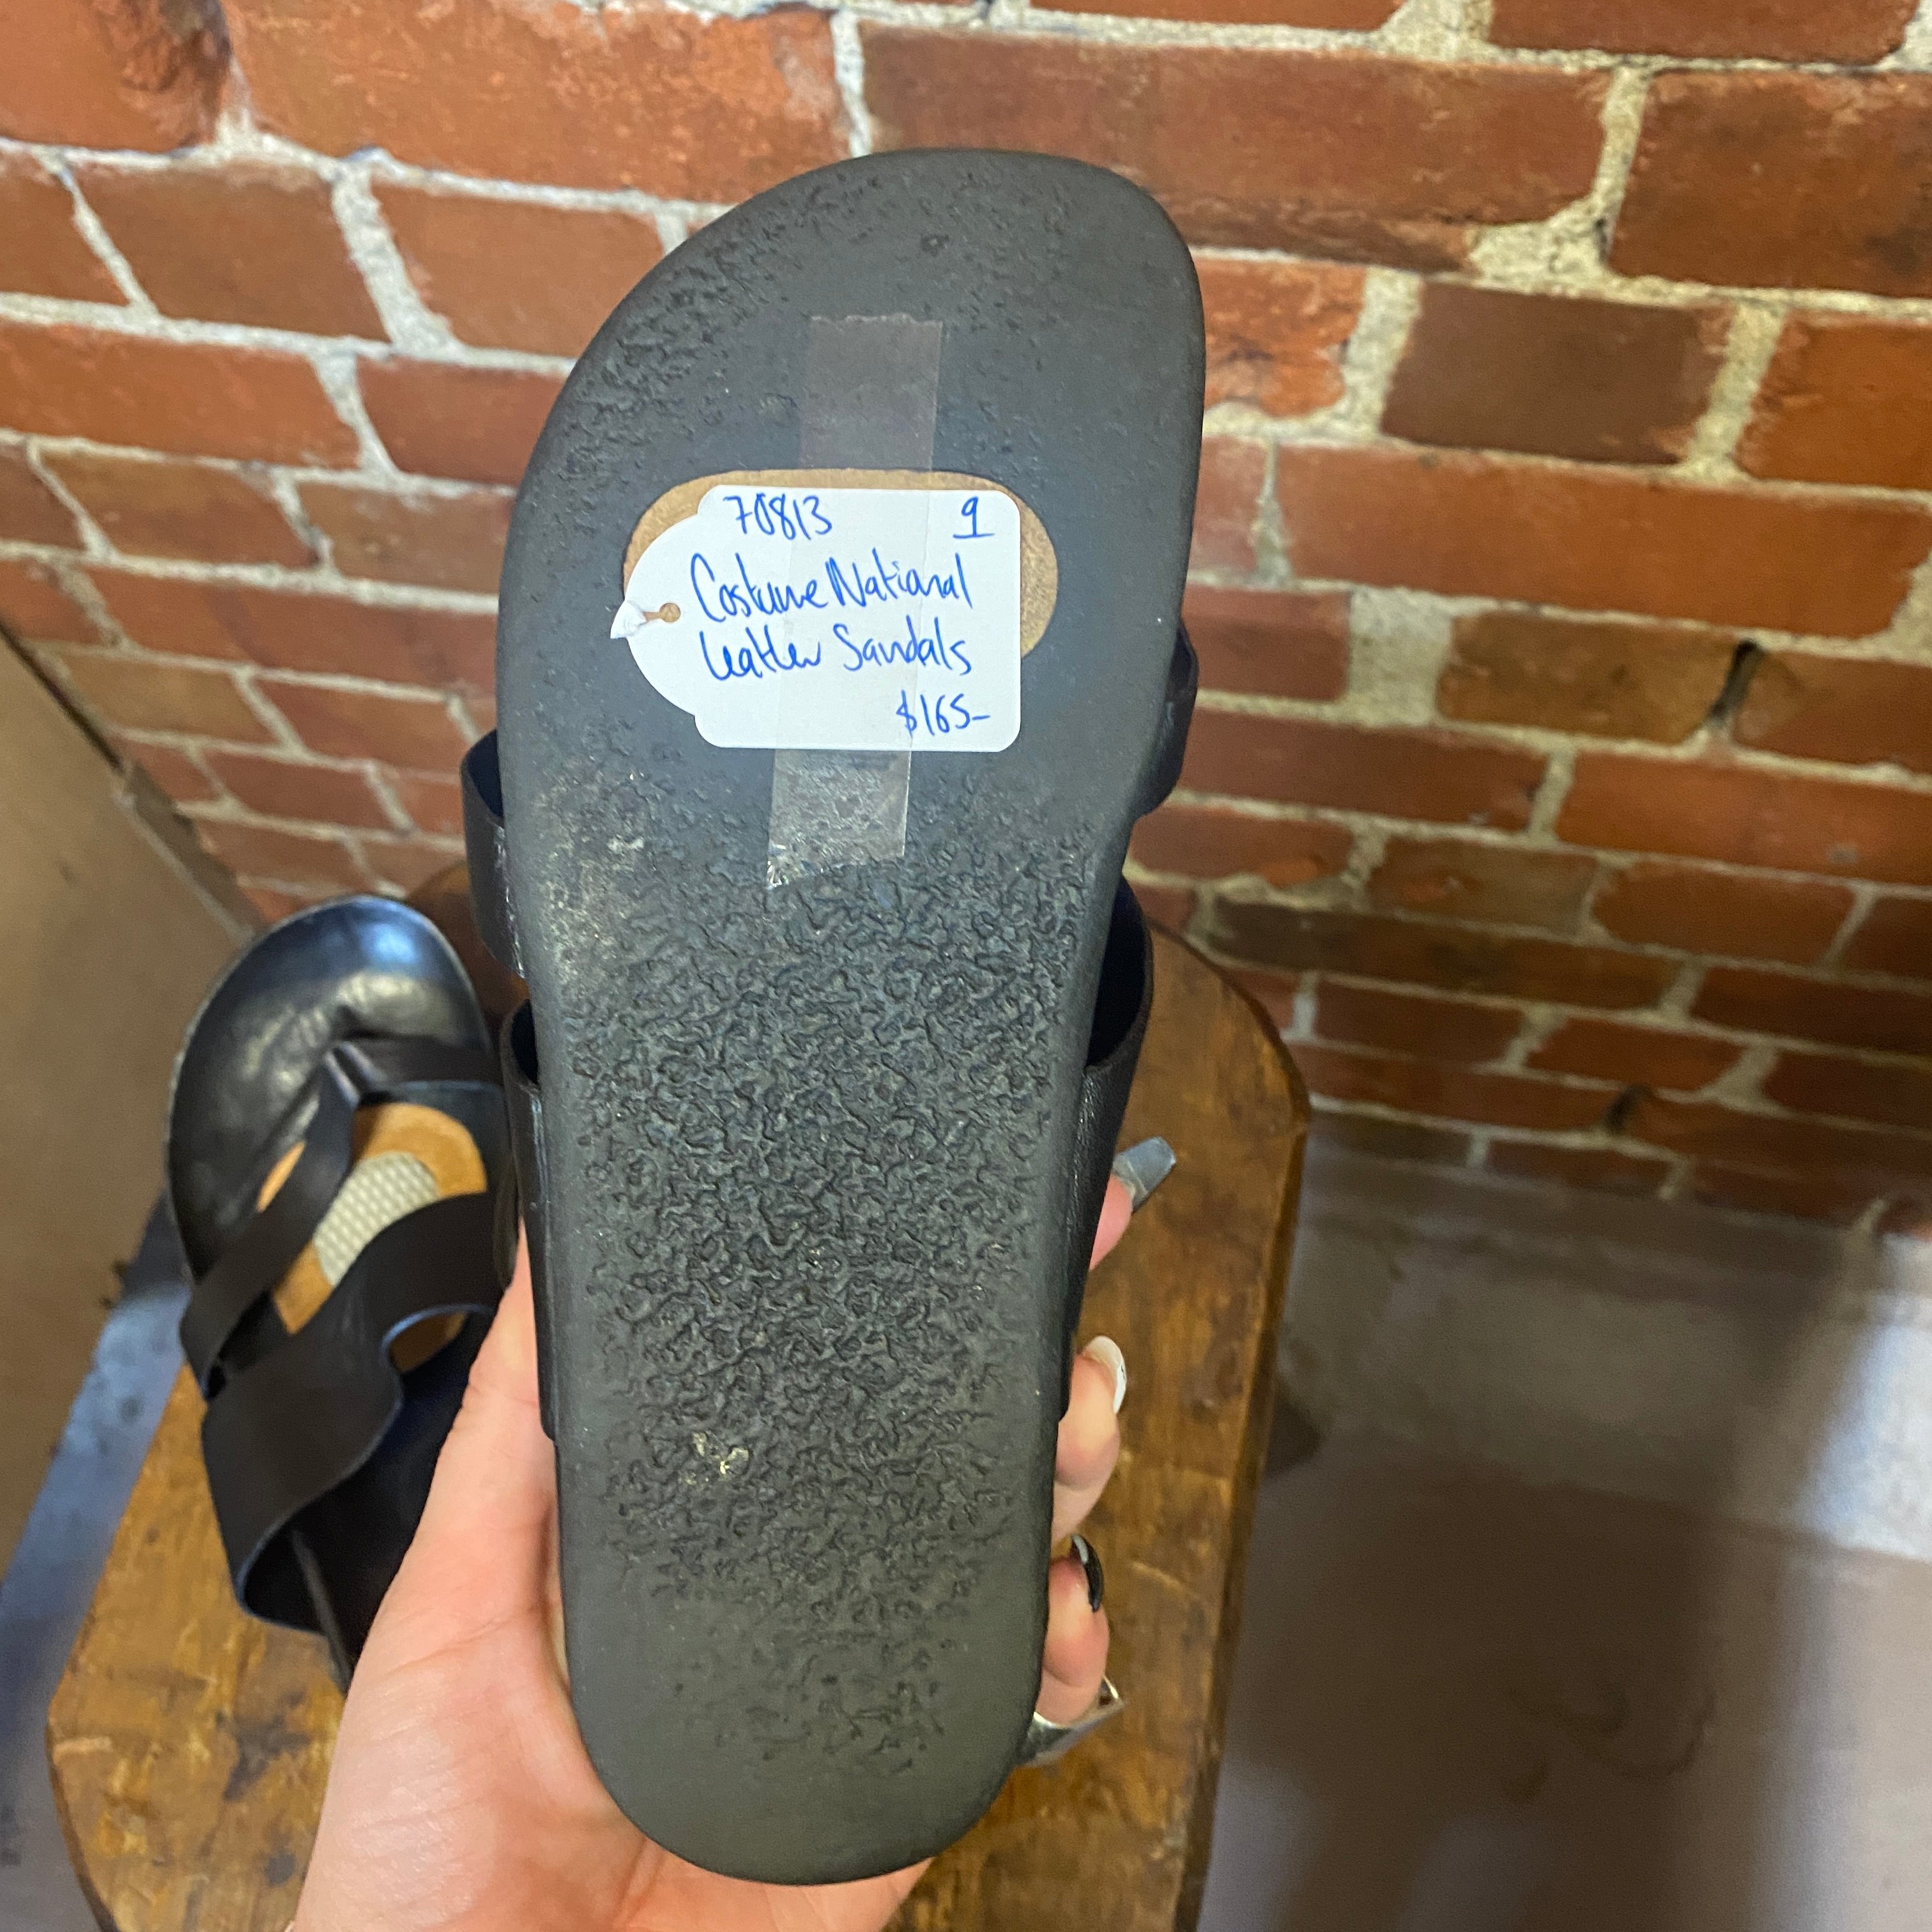 70813 9
Costume National
Leather Sandals
$165-